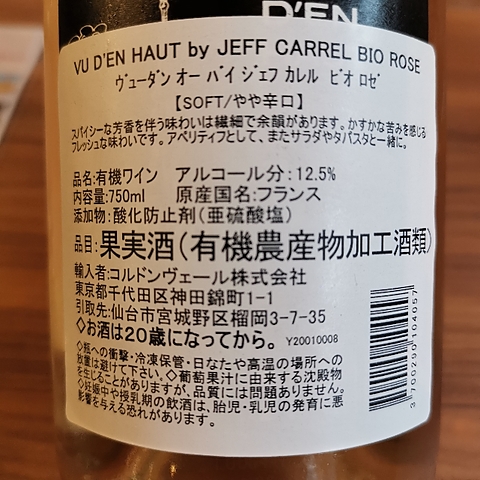 D'EN
VU D'EN HAUT by JEFF CARREL BIO ROSE
ヴューダン オー バイ ジェフ カレル ビオ ロゼ
【SOFT/やや辛口】
スパイシーな芳香を伴う味わいは繊細で余韻があります。かすかな苦みを感じる
フレッシュな味わいです。アペリティフとして、またサラダやタパスタと一緒に。
品名:有機ワイン アルコール分:12.5%
内容量:750ml 原産国名:フランス
添加物:酸化防止剤(亜硫酸塩)
品目:果実酒(有機農産物加工酒類)
輸入者:コルドンヴェール株式会社
東京都千代田区神田錦町1-1
引取先:仙台市宮城野区榴岡3-7-35
◇お酒は20歳になってから。 Y20010008
◇瓶への衝撃・冷凍保管・日なたや高温の場所への
放置は避けて下さい。◇葡萄果汁に由来する沈殿物
を生じることがありますが、品質には問題ありません。
◇妊娠中や授乳期の飲酒は、胎児・乳児の発育に悪
影響を与える恐れがあります。
3 700290 104057